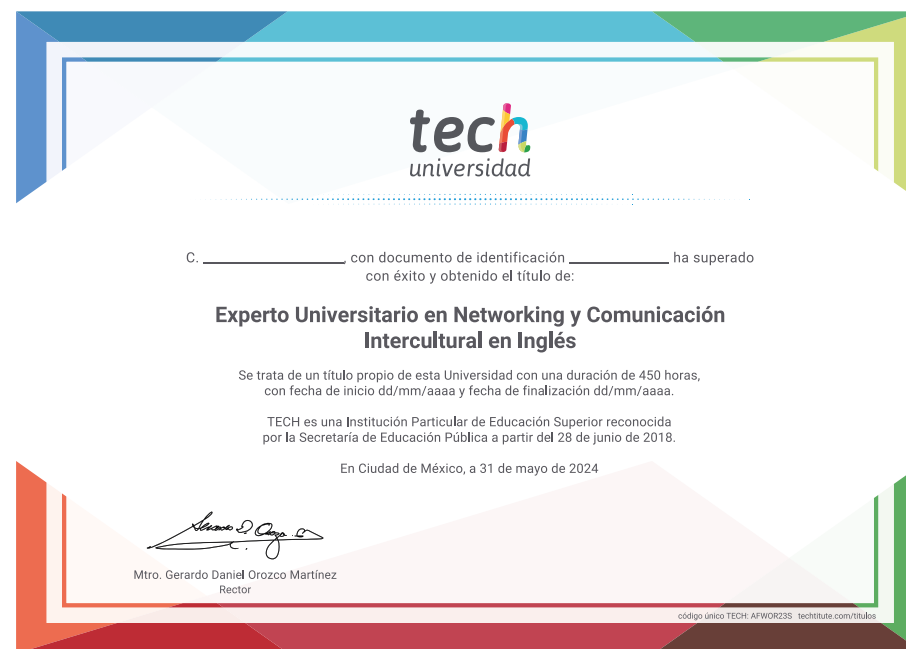 tech
universidad
C. ____________, con documento de identificación ____________ ha superado
con éxito y obtenido el título de:
Experto Universitario en Networking y Comunicación
Intercultural en Inglés
Se trata de un título propio de esta Universidad con una duración de 450 horas,
con fecha de inicio dd/mm/aaaa y fecha de finalización dd/mm/aaaa.
TECH es una Institución Particular de Educación Superior reconocida
por la Secretaría de Educación Pública a partir del 28 de junio de 2018.
En Ciudad de México, a 31 de mayo de 2024
Mtro. Gerardo Daniel Orozco Martínez
Rector
código único TECH: AFWOR23S techtitute.com/titulos